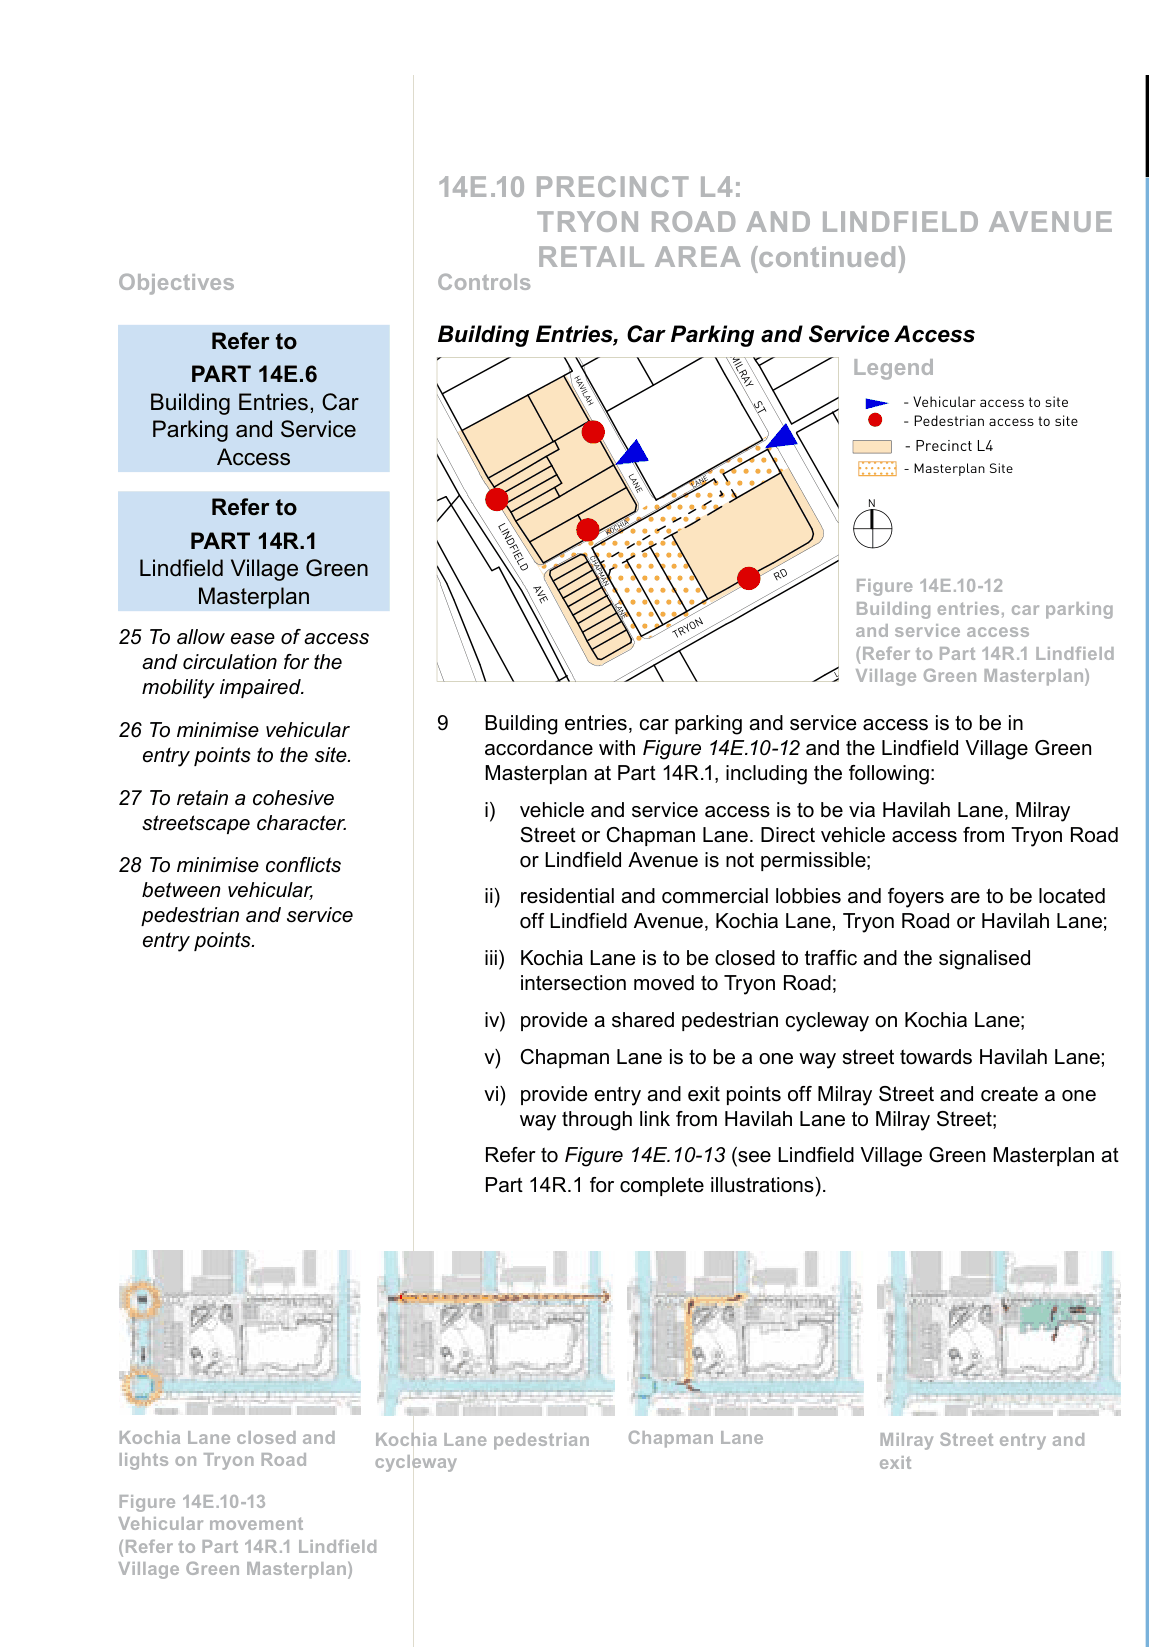 14E.10 PRECINCT L4:
TRYON ROAD AND LINDFIELD AVENUE
RETAIL AREA (continued)
Objectives
Controls
Refer to
PART 14E.6
Building Entries, Car
Parking and Service
Access
Refer to
PART 14R.1
Lindfield Village Green
Masterplan
25 To allow ease of access
and circulation for the
mobility impaired.
26 To minimise vehicular
entry points to the site.
27 To retain a cohesive
streetscape character.
28 To minimise conflicts
between vehicular,
pedestrian and service
entry points.
Building Entries, Car Parking and Service Access
HAVILAH
LANE
MILRAY
ST
LANE
KOCHIA
LINDFIELD
AVE
CHAPMAN
LANE
TRYON
RD
Legend
- Vehicular access to site
- Pedestrian access to site
- Precinct L4
- Masterplan Site
N
Figure 14E.10-12
Building entries, car parking
and service access
(Refer to Part 14R.1 Lindfield
Village Green Masterplan)
9 Building entries, car parking and service access is to be in
accordance with Figure 14E.10-12 and the Lindfield Village Green
Masterplan at Part 14R.1, including the following:
i) vehicle and service access is to be via Havilah Lane, Milray
Street or Chapman Lane. Direct vehicle access from Tryon Road
or Lindfield Avenue is not permissible;
ii) residential and commercial lobbies and foyers are to be located
off Lindfield Avenue, Kochia Lane, Tryon Road or Havilah Lane;
iii) Kochia Lane is to be closed to traffic and the signalised
intersection moved to Tryon Road;
iv) provide a shared pedestrian cycleway on Kochia Lane;
v) Chapman Lane is to be a one way street towards Havilah Lane;
vi) provide entry and exit points off Milray Street and create a one
way through link from Havilah Lane to Milray Street;
Refer to Figure 14E.10-13 (see Lindfield Village Green Masterplan at
Part 14R.1 for complete illustrations).
Kochia Lane closed and
lights on Tryon Road
Kochia Lane pedestrian
cycleway
Chapman Lane
Milray Street entry and
exit
Figure 14E.10-13
Vehicular movement
(Refer to Part 14R.1 Lindfield
Village Green Masterplan)